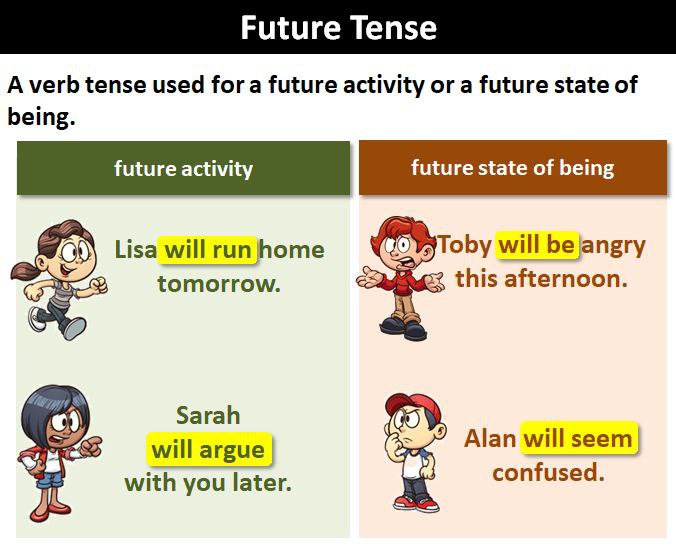 Future Tense
A verb tense used for a future activity or a future state of
being.
future activity
Lisa will run home
tomorrow.
Sarah
will argue
with you later.
future state of being
Toby will be angry
this afternoon.
Alan will seem
confused.